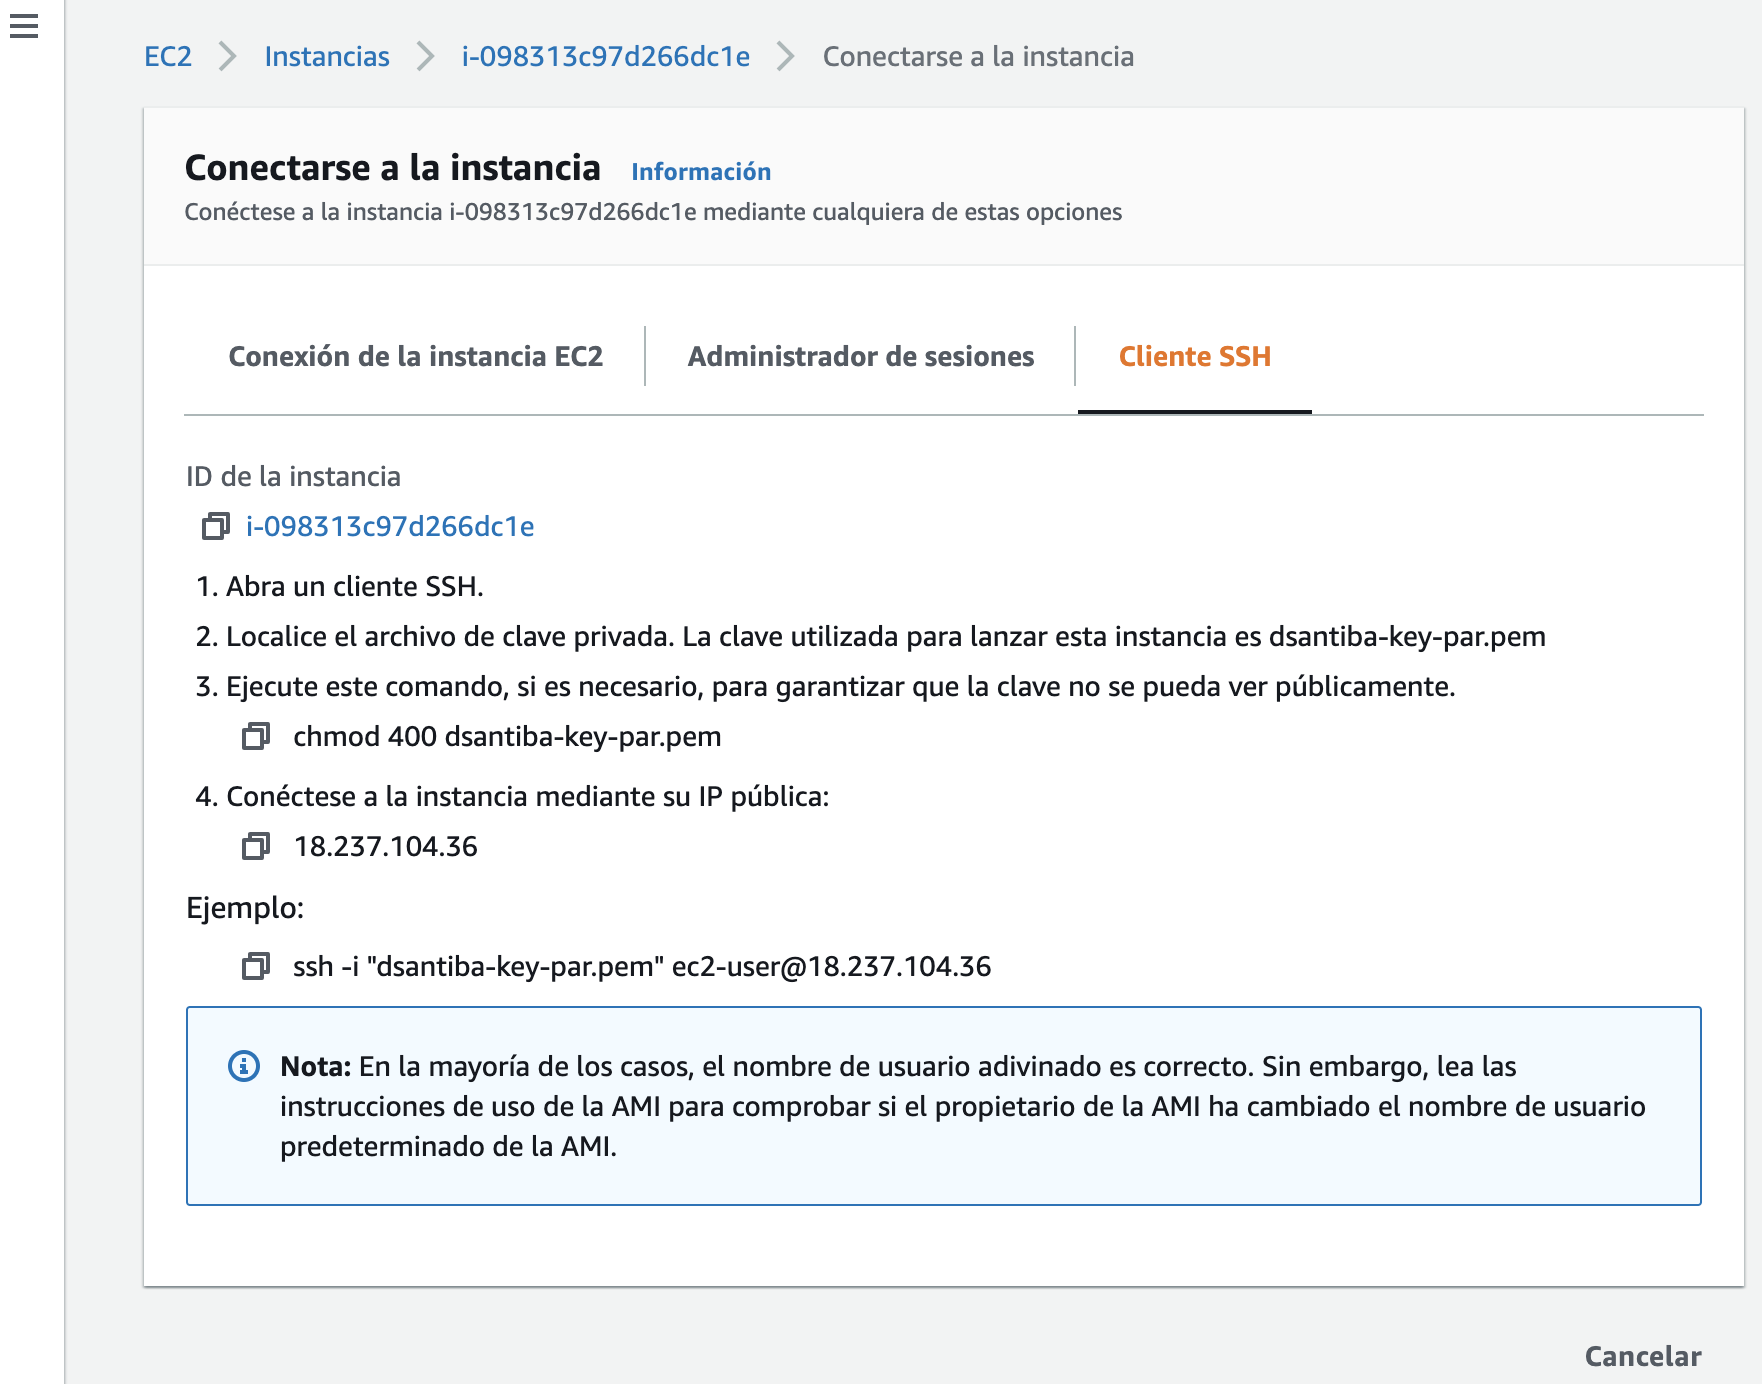 EC2 > Instancias > i-098313c97d266dc1e > Conectarse a la instancia
Conectarse a la instancia Información
Conéctese a la instancia i-098313c97d266dc1e mediante cualquiera de estas opciones
Conexión de la instancia EC2 Administrador de sesiones Cliente SSH
ID de la instancia
i-098313c97d266dc1e
1. Abra un cliente SSH.
2. Localice el archivo de clave privada. La clave utilizada para lanzar esta instancia es dsantiba-key-par.pem
3. Ejecute este comando, si es necesario, para garantizar que la clave no se pueda ver públicamente.
chmod 400 dsantiba-key-par.pem
4. Conéctese a la instancia mediante su IP pública:
18.237.104.36
Ejemplo:
ssh -i "dsantiba-key-par.pem" ec2-user@18.237.104.36
Nota: En la mayoría de los casos, el nombre de usuario adivinado es correcto. Sin embargo, lea las
instrucciones de uso de la AMI para comprobar si el propietario de la AMI ha cambiado el nombre de usuario
predeterminado de la AMI.
Cancelar